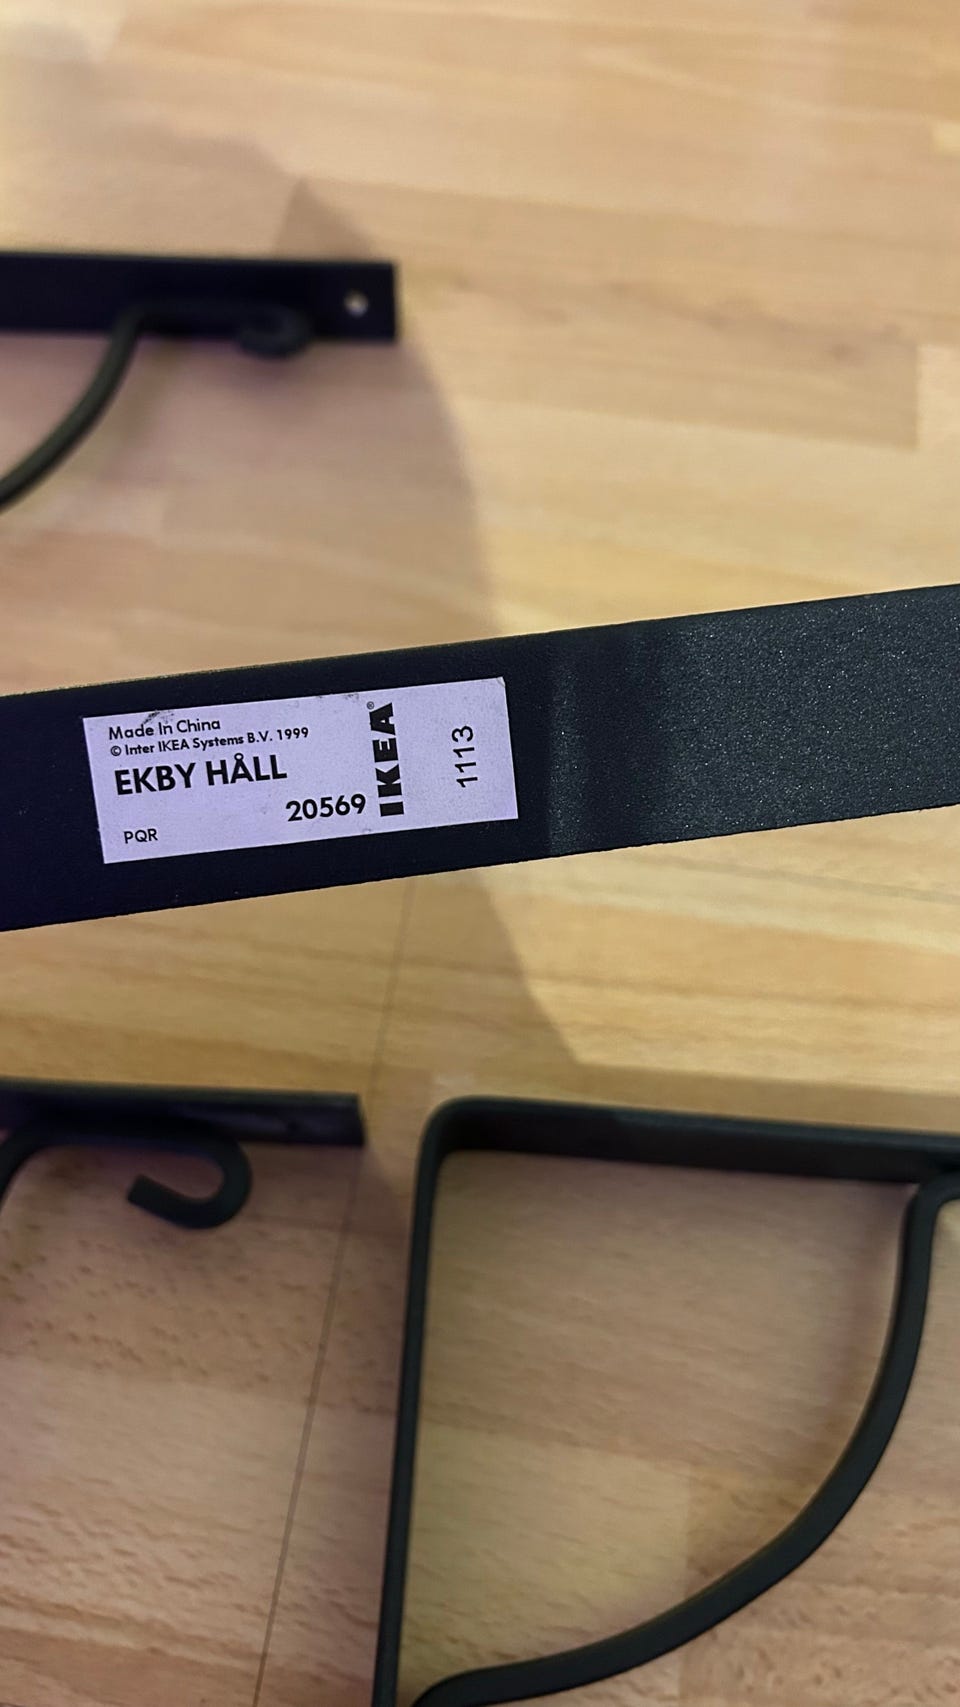 Made In China
© Inter IKEA Systems B.V. 1999
EKBY HÅLL
20569
PQR
IKEA®
1113